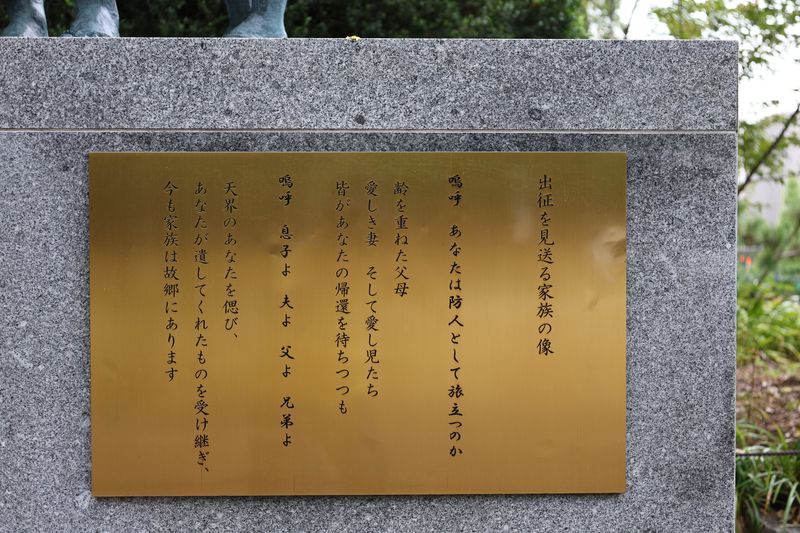 出征を見送る家族の像
嗚呼 あなたは防人として旅立つのか
齢を重ねた父母
愛しき妻 そして愛し児たち
皆があなたの帰還を待ちつつも
嗚呼 息子よ 夫よ 父よ 兄弟よ
天界のあなたを偲び、
あなたが遺してくれたものを受け継ぎ、
今も家族は故郷にあります